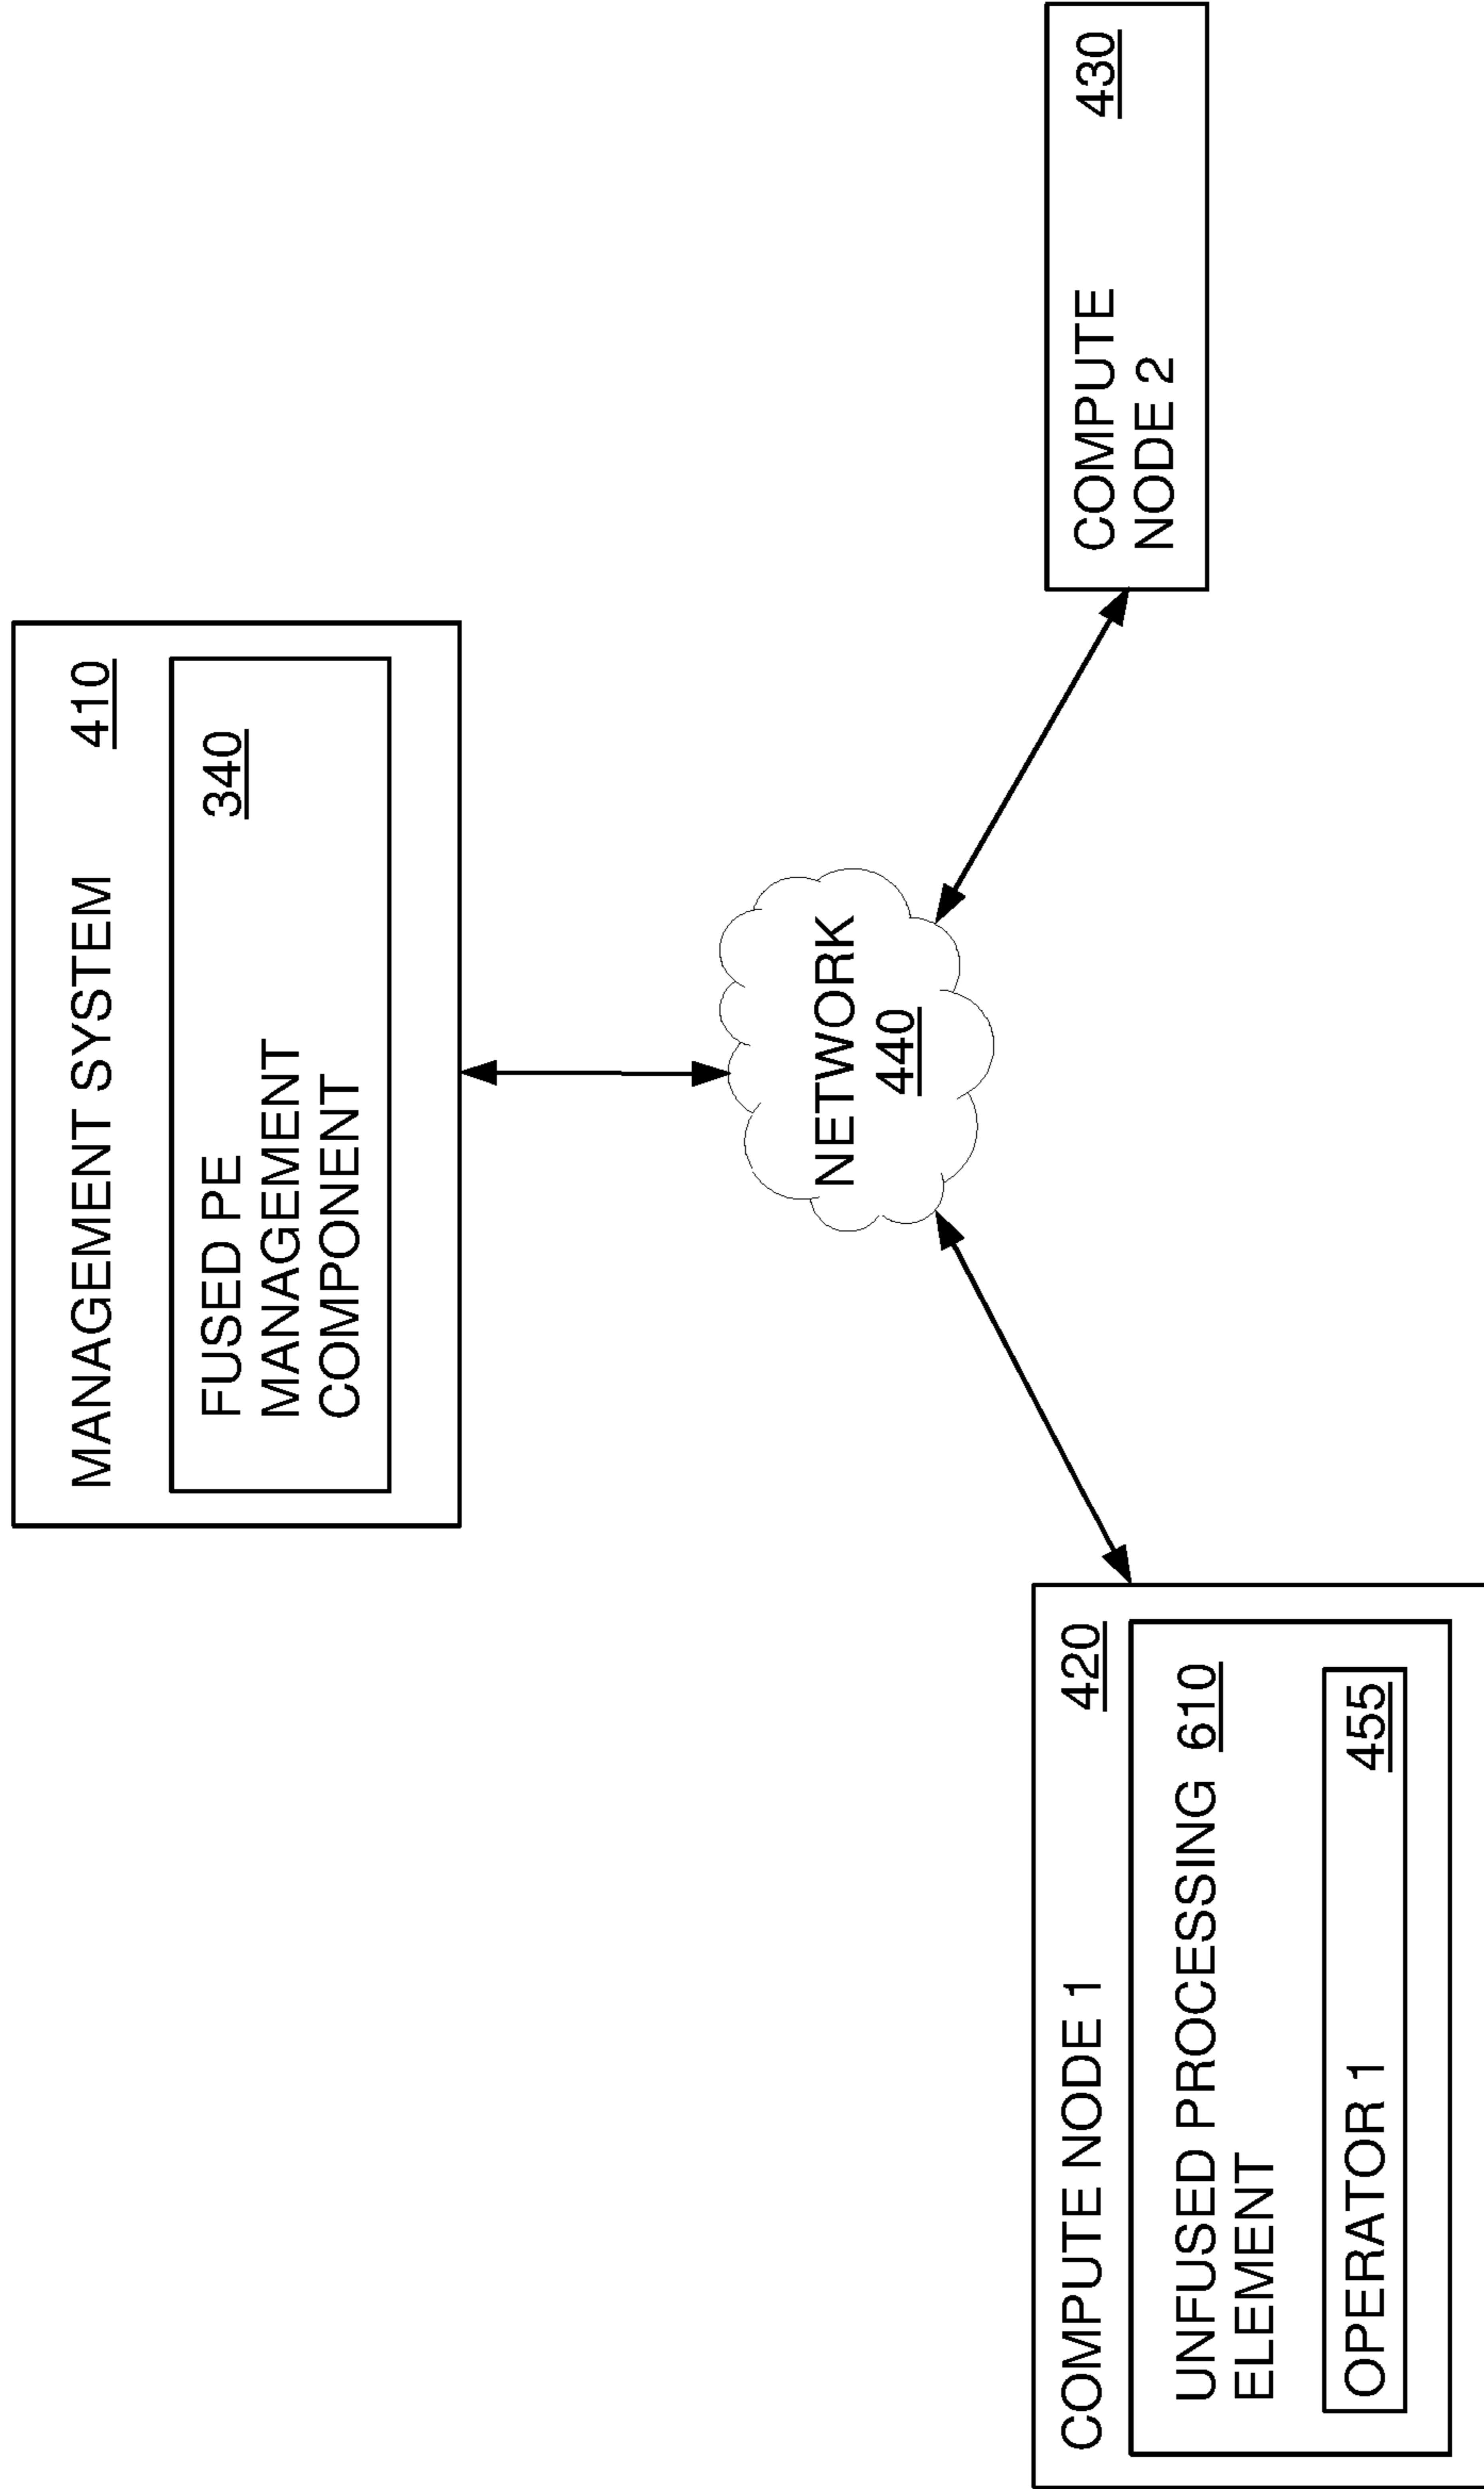 MANAGEMENT SYSTEM 410
FUSED PE 340
MANAGEMENT
COMPONENT
NETWORK
440
COMPUTE NODE 1 420
UNFUSED PROCESSING 610
ELEMENT
OPERATOR 1 455
COMPUTE 430
NODE 2